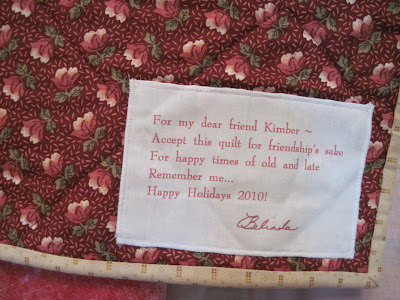 For my dear friend Kimber ~
Accept this quilt for friendship's sake
For happy times of old and late
Remember me...
Happy Holidays 2010!
Belinda